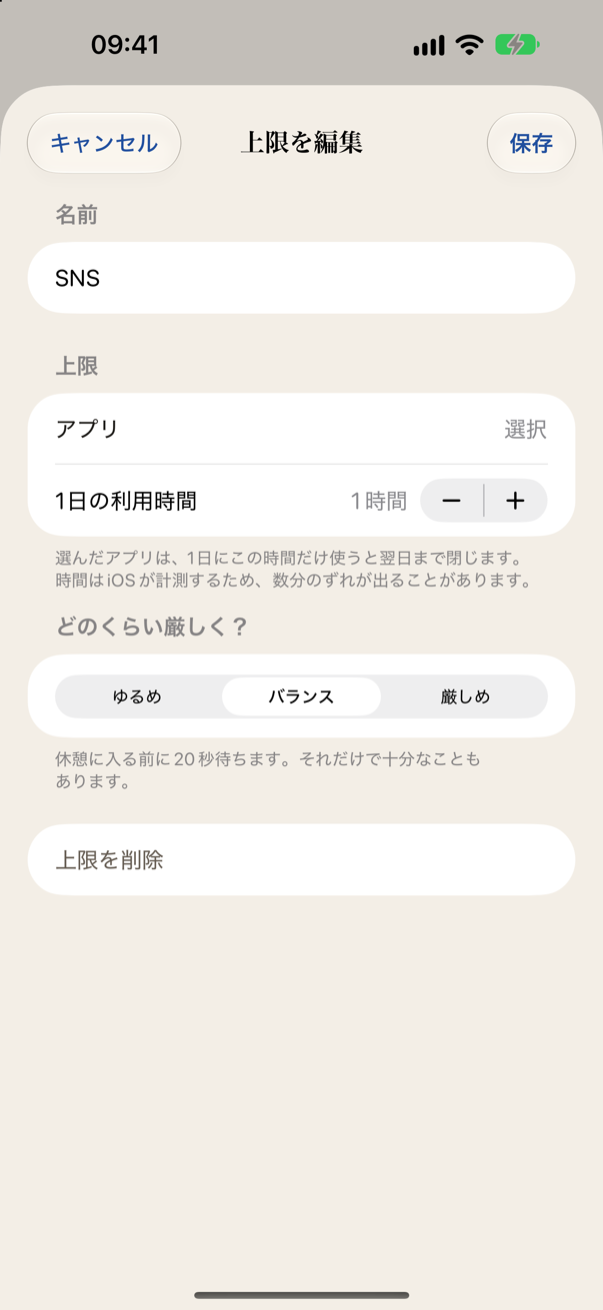 09:41
キャンセル
上限を編集
保存
名前
SNS
上限
アプリ
選択
1日の利用時間
1時間
選んだアプリは、1日にこの時間だけ使うと翌日まで閉じます。
時間はiOSが計測するため、数分のずれが出ることがあります。
どのくらい厳しく？
ゆるめ
バランス
厳しめ
休憩に入る前に20秒待ちます。それだけで十分なことも
あります。
上限を削除